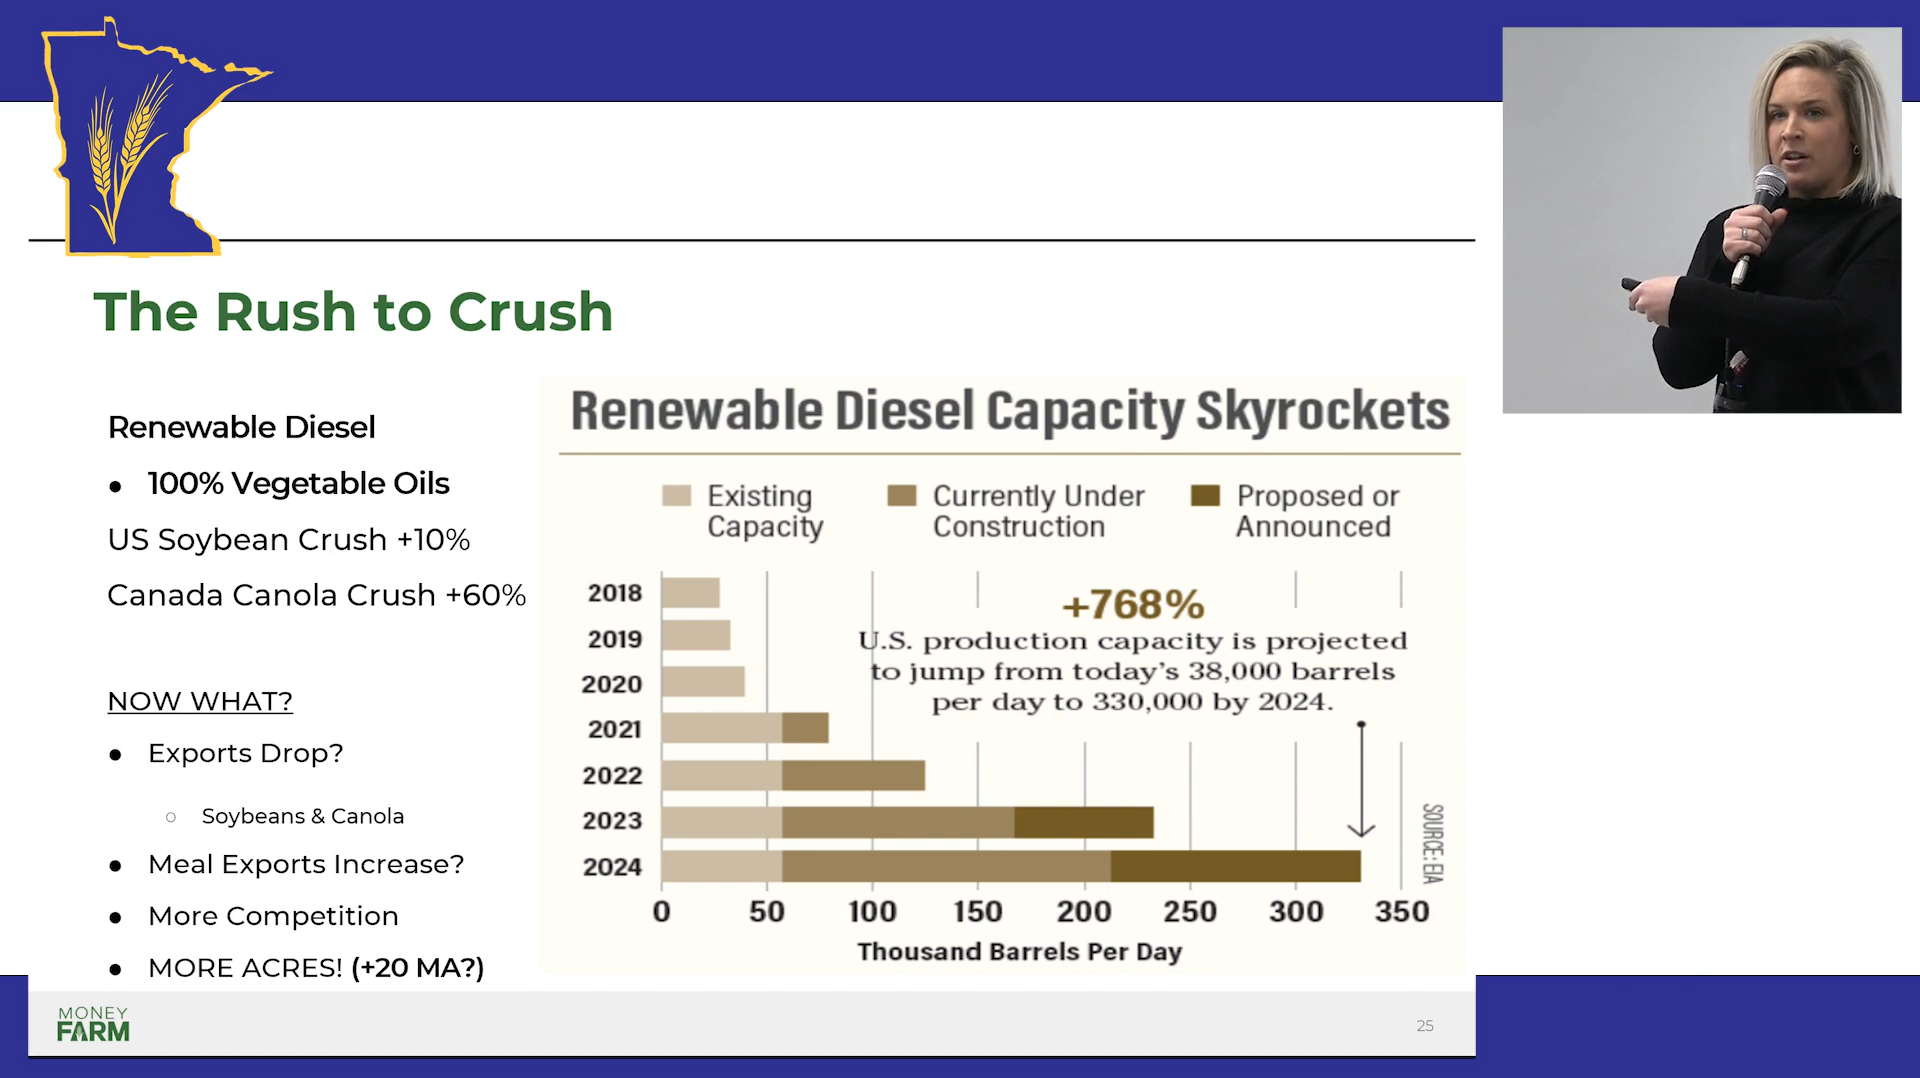 The Rush to Crush
Renewable Diesel
● 100% Vegetable Oils
US Soybean Crush +10%
Canada Canola Crush +60%
NOW WHAT?
● Exports Drop?
○ Soybeans & Canola
● Meal Exports Increase?
● More Competition
● MORE ACRES! (+20 MA?)
Renewable Diesel Capacity Skyrockets
Existing
Capacity
Currently Under
Construction
Proposed or
Announced
+768%
U.S. production capacity is projected
to jump from today's 38,000 barrels
per day to 330,000 by 2024.
2018
2019
2020
2021
2022
2023
2024
0 50 100 150 200 250 300 350
Thousand Barrels Per Day
SOURCE: EIA
MONEY
FARM
25